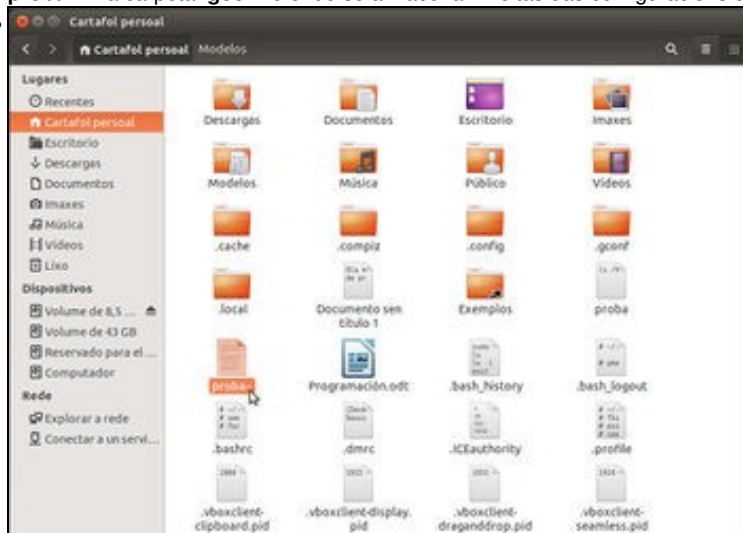 Cartafol persoal
Cartafol persoal Modelos
Lugares
Recentes
Cartafol persoal
Escritorio
Descargas
Documentos
Imaxes
Música
Vídeos
Lixo
Dispositivos
Volume de 8,5 ...
Volume de 43 GB
Reservado para el ...
Computador
Rede
Explorar a rede
Conectar a un servi...
Descargas Documentos Escritorio Imaxes
Modelos Música Público Vídeos
.cache .compiz .config .gconf
.local Documento sen título 1 Exemplos proba
proba~ Programación.odt .bash_history .bash_logout
.bashrc .dmrc .ICEauthority .profile
.vboxclient-clipboard.pid .vboxclient-display.pid .vboxclient-draganddrop.pid .vboxclient-seamless.pid